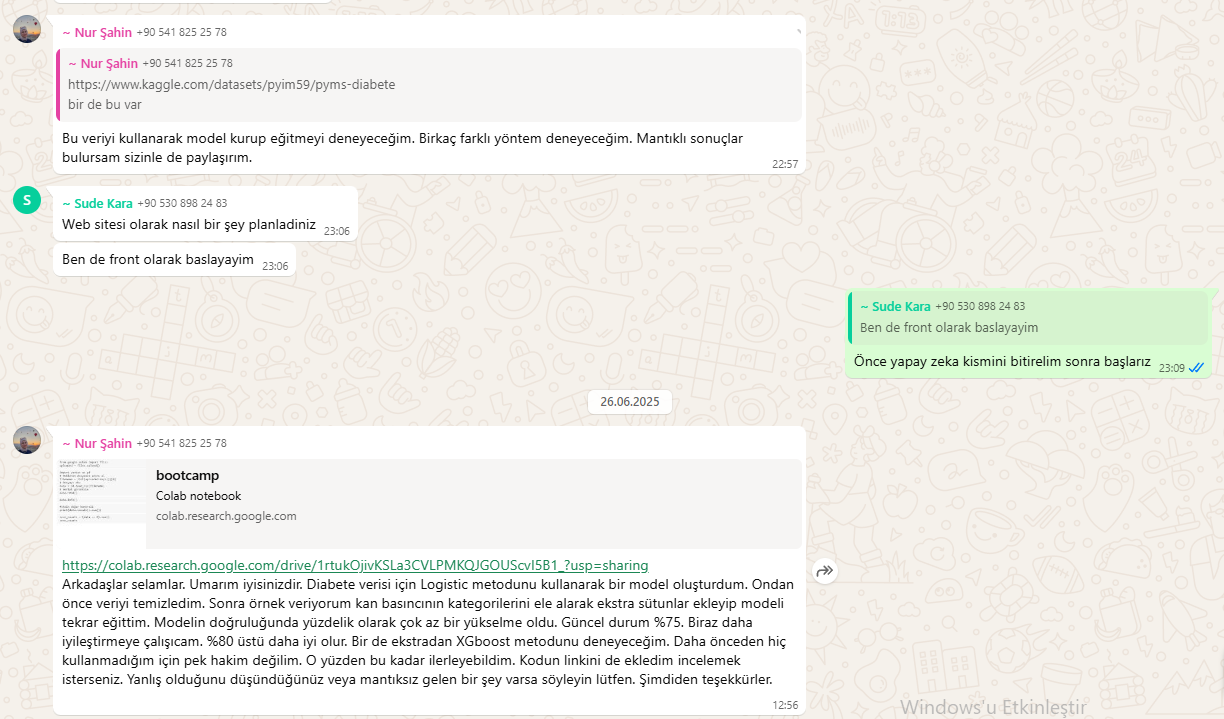 ~ Nur Şahin +90 541 825 25 78
~ Nur Şahin +90 541 825 25 78
https://www.kaggle.com/datasets/pyim59/pyms-diabete
bir de bu var
Bu veriyi kullanarak model kurup eğitmeyi deneyeceğim. Birkaç farklı yöntem deneyeceğim. Mantıklı sonuçlar
bulursam sizinle de paylaşırım.
22:57
S
~ Sude Kara +90 530 898 24 83
Web sitesi olarak nasıl bir şey planladiniz 23:06
Ben de front olarak baslayayim 23:06
~ Sude Kara +90 530 898 24 83
Ben de front olarak baslayayim
Önce yapay zeka kismini bitirelim sonra başlarız 23:09
26.06.2025
~ Nur Şahin +90 541 825 25 78
bootcamp
Colab notebook
colab.research.google.com
https://colab.research.google.com/drive/1rtukOjivKSLa3CVLPMKQJGOUScvI5B1_?usp=sharing
Arkadaşlar selamlar. Umarım iyisinizdir. Diabete verisi için Logistic metodunu kullanarak bir model oluşturdum. Ondan
önce veriyi temizledim. Sonra örnek veriyorum kan basıncının kategorilerini ele alarak ekstra sütunlar ekleyip modeli
tekrar eğittim. Modelin doğruluğunda yüzdelik olarak çok az bir yükselme oldu. Güncel durum %75. Biraz daha
iyileştirmeye çalışıcam. %80 üstü daha iyi olur. Bir de ekstradan XGboost metodunu deneyeceğim. Daha önceden hiç
kullanmadığım için pek hakim değilim. O yüzden bu kadar ilerleyebildim. Kodun linkini de ekledim incelemek
isterseniz. Yanlış olduğunu düşündüğünüz veya mantıksız gelen bir şey varsa söyleyin lütfen. Şimdiden teşekkürler.
12:56
Windows'u Etkinleştir